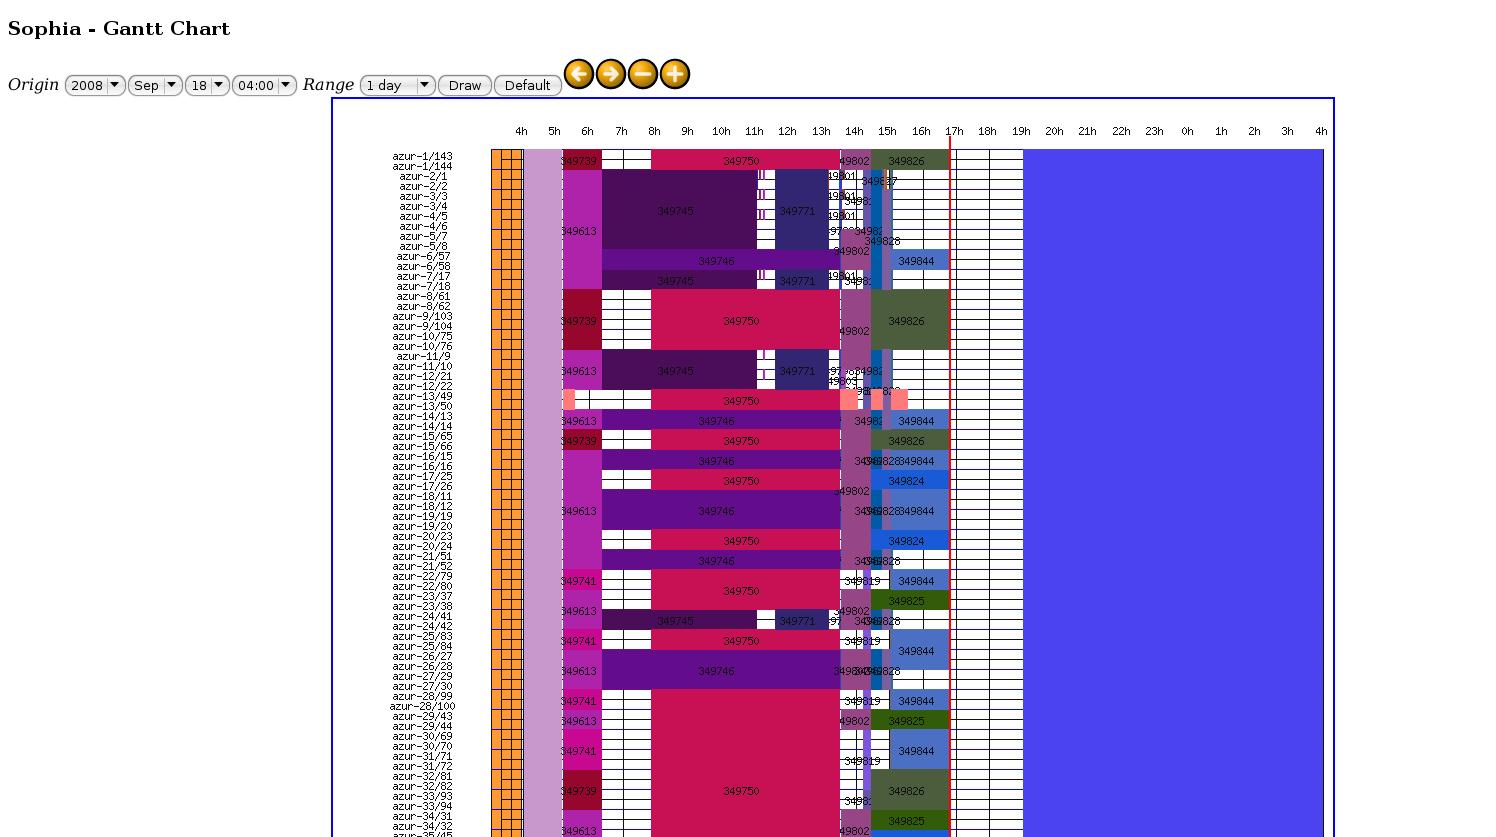 Sophia - Gantt Chart
Origin 2008 Sep 18 04:00 Range 1 day Draw Default
4h 5h 6h 7h 8h 9h 10h 11h 12h 13h 14h 15h 16h 17h 18h 19h 20h 21h 22h 23h 0h 1h 2h 3h 4h
azur-1/143
349739 349750 49802 349826
azur-1/144
azur-2/1
azur-2/2
azur-3/3
azur-3/4
349745 349771
azur-4/5
azur-4/6
azur-5/7
349613
azur-5/8
349828
azur-6/57
349802
349746 349844
azur-6/58
azur-7/17
349745 349771
azur-7/18
azur-8/61
azur-8/62
azur-9/103
349739 349750 349826
azur-9/104
49802
azur-10/75
azur-10/76
azur-11/9
azur-11/10
349613 349745 349771
azur-12/21
azur-12/22
azur-13/49
349750
azur-13/50
azur-14/13
349613 349746 34982 349844
azur-14/14
azur-15/65
349739 349750 349826
azur-15/66
azur-16/15
349746 349844
azur-16/16
azur-17/25
349750 349824
azur-17/26
349802
azur-18/11
azur-18/12
349613 349746 349844
azur-19/19
azur-19/20
azur-20/23
349750 349824
azur-20/24
azur-21/51
349746
azur-21/52
azur-22/79
349741 349819 349844
azur-22/80
349750
azur-23/37
349825
azur-23/38
349613 349802
azur-24/41
349745 349771
azur-24/42
azur-25/83
349741 349750 349819
azur-25/84
349844
azur-26/27
azur-26/28
349613 349746
azur-27/29
azur-27/30
azur-28/99
349741 349819 349844
azur-28/100
azur-29/43
349613 49802 349825
azur-29/44
azur-30/69
azur-30/70
349741 349844
azur-31/71
349819
azur-31/72
azur-32/81
azur-32/82
349739 349750 349826
azur-33/93
azur-33/94
azur-34/31
349825
azur-34/32
349613 49802
azur-35/45